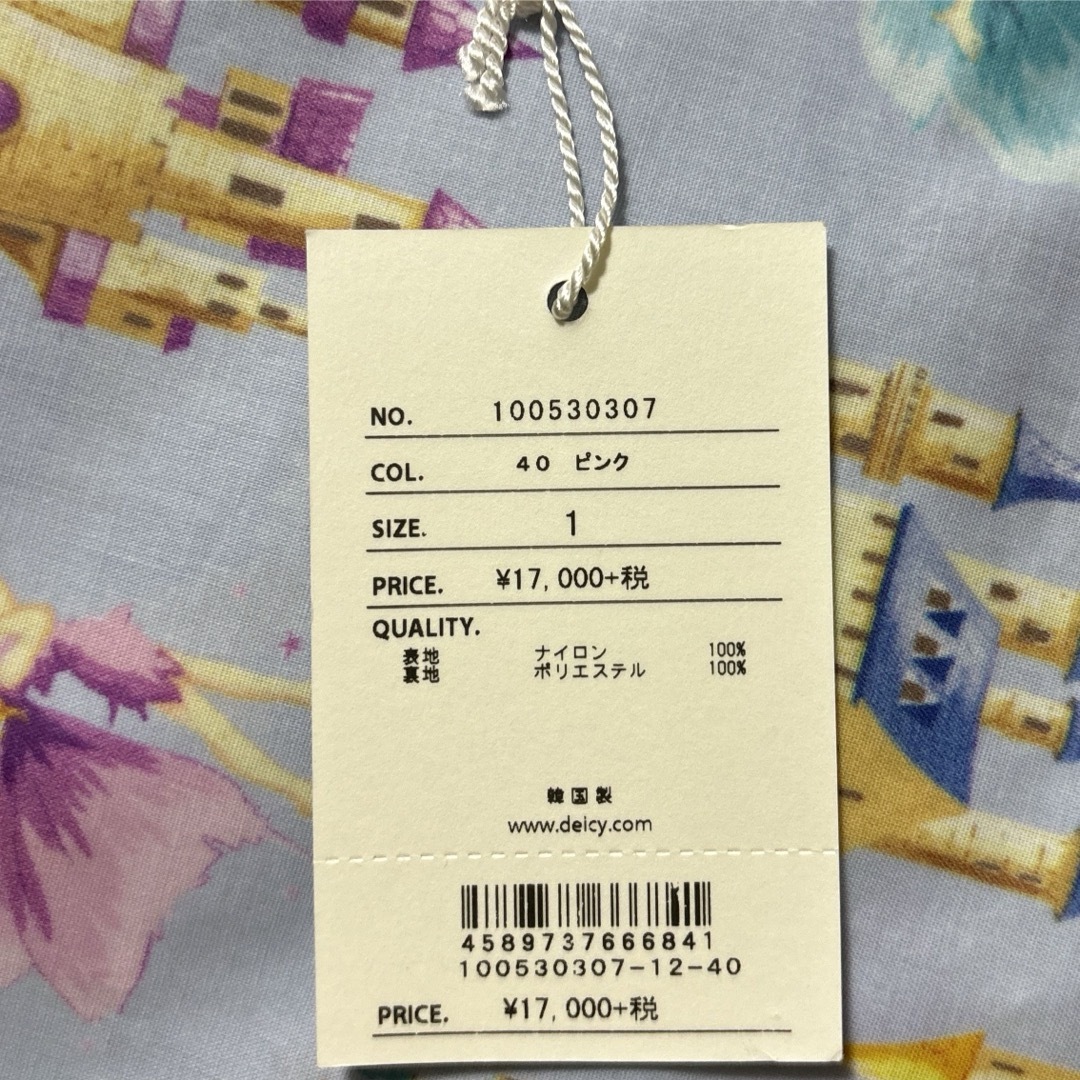 NO. 100530307
COL. 40 ピンク
SIZE. 1
PRICE. ¥17,000+税
QUALITY.
表地 ナイロン 100%
裏地 ポリエステル 100%
韓国製
www.deicy.com
4589737666841
100530307-12-40
PRICE. ¥17,000+税